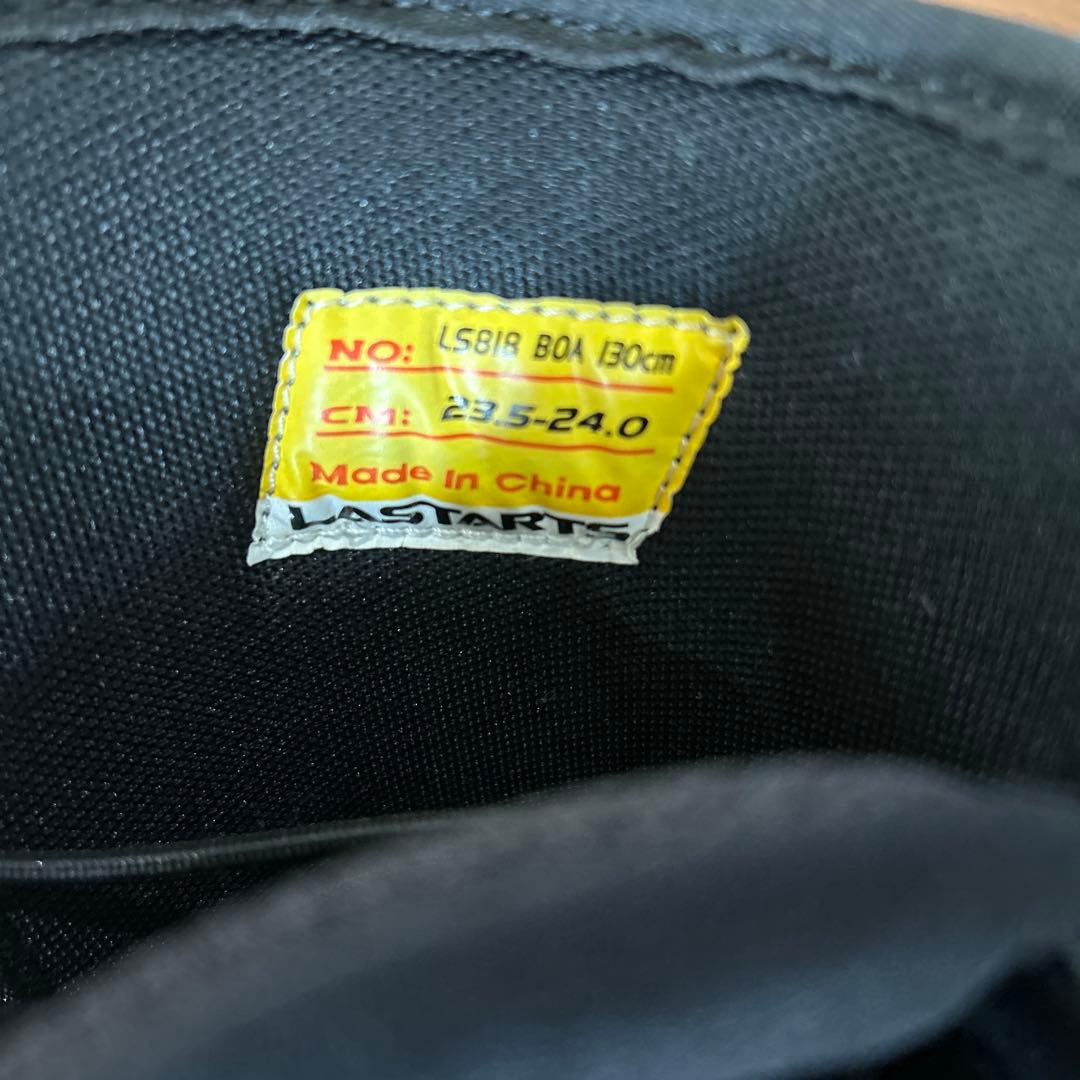 NO: LS818 BOA 130cm
CM: 23.5-24.0
Made In China
LASTARTS